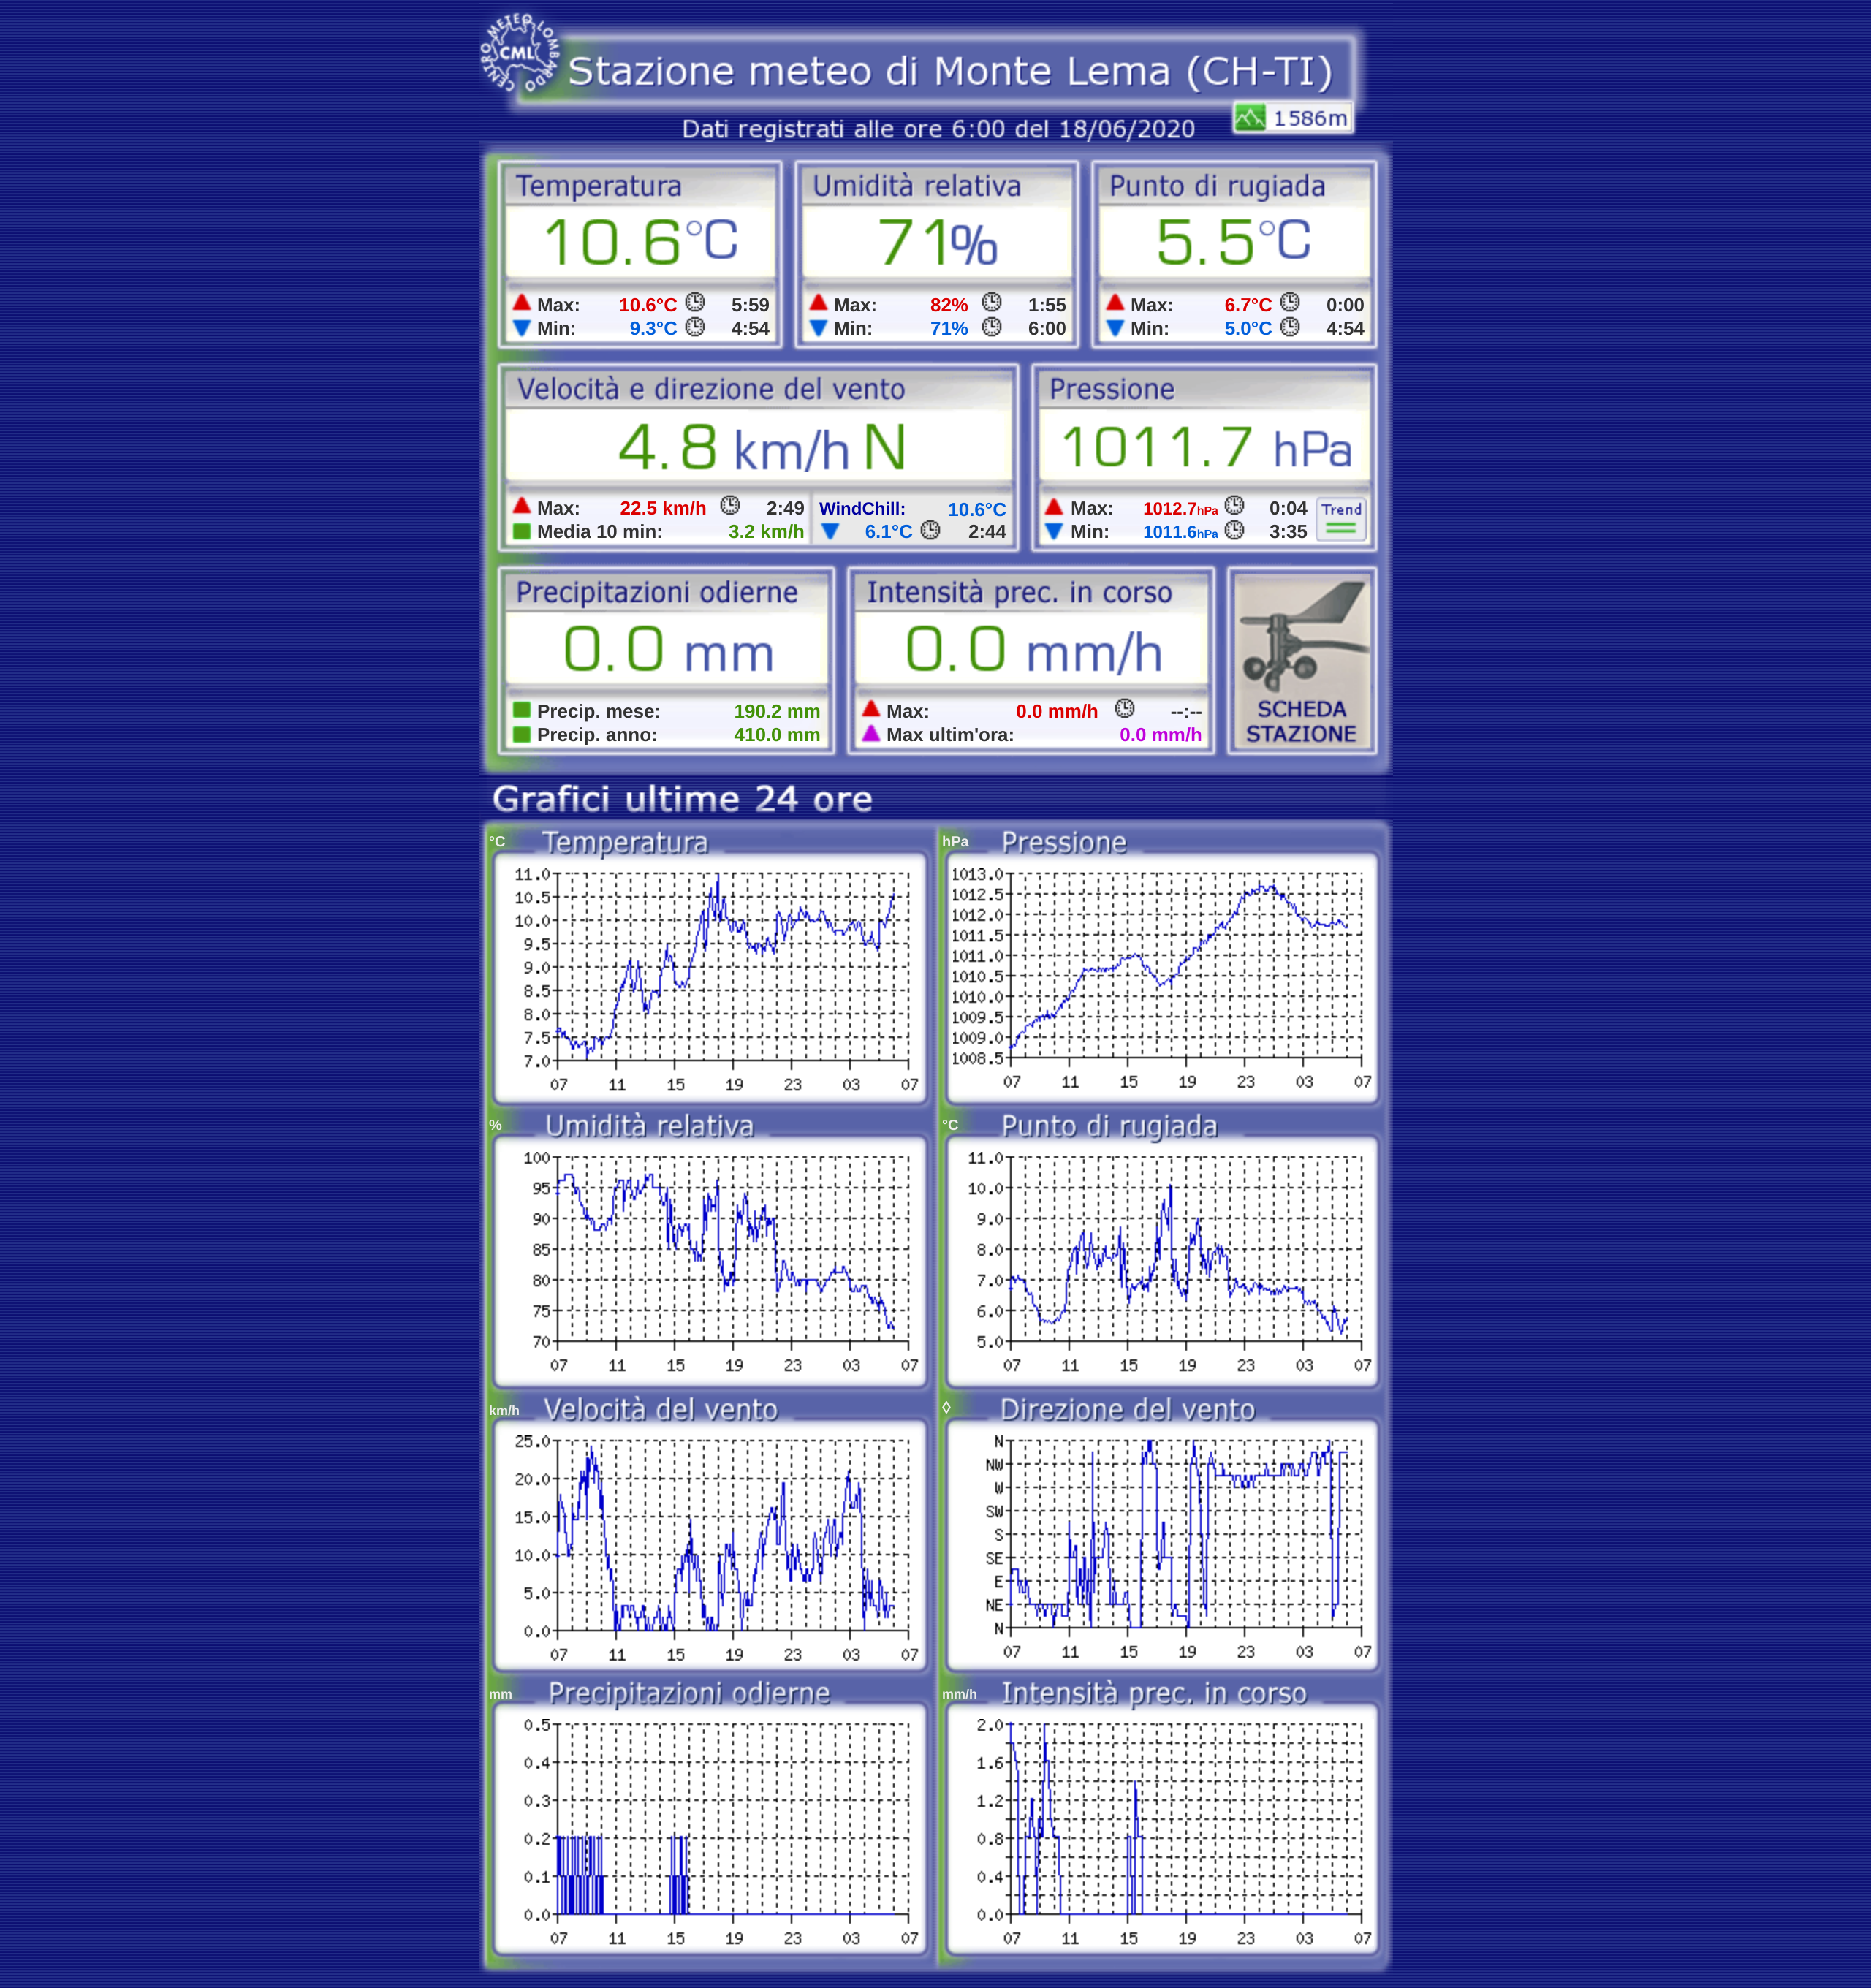 CENTRO METEO LOMBARDO
CML
Stazione meteo di Monte Lema (CH-TI)
1586m
Dati registrati alle ore 6:00 del 18/06/2020
Temperatura
10.6°C
Max: 10.6°C 5:59
Min: 9.3°C 4:54
Umidità relativa
71%
Max: 82% 1:55
Min: 71% 6:00
Punto di rugiada
5.5°C
Max: 6.7°C 0:00
Min: 5.0°C 4:54
Velocità e direzione del vento
4.8 km/h N
Max: 22.5 km/h 2:49
Media 10 min: 3.2 km/h
WindChill: 10.6°C
6.1°C 2:44
Pressione
1011.7 hPa
Max: 1012.7hPa 0:04
Min: 1011.6hPa 3:35
Trend
Precipitazioni odierne
0.0 mm
Precip. mese: 190.2 mm
Precip. anno: 410.0 mm
Intensità prec. in corso
0.0 mm/h
Max: 0.0 mm/h --:--
Max ultim'ora: 0.0 mm/h
SCHEDA
STAZIONE
Grafici ultime 24 ore
°C Temperatura
11.0
10.5
10.0
9.5
9.0
8.5
8.0
7.5
7.0
07 11 15 19 23 03 07
hPa Pressione
1013.0
1012.5
1012.0
1011.5
1011.0
1010.5
1010.0
1009.5
1009.0
1008.5
07 11 15 19 23 03 07
% Umidità relativa
100
95
90
85
80
75
70
07 11 15 19 23 03 07
°C Punto di rugiada
11.0
10.0
9.0
8.0
7.0
6.0
5.0
07 11 15 19 23 03 07
km/h Velocità del vento
25.0
20.0
15.0
10.0
5.0
0.0
07 11 15 19 23 03 07
◊ Direzione del vento
N
NW
W
SW
S
SE
E
NE
N
07 11 15 19 23 03 07
mm Precipitazioni odierne
0.5
0.4
0.3
0.2
0.1
0.0
07 11 15 19 23 03 07
mm/h Intensità prec. in corso
2.0
1.6
1.2
0.8
0.4
0.0
07 11 15 19 23 03 07